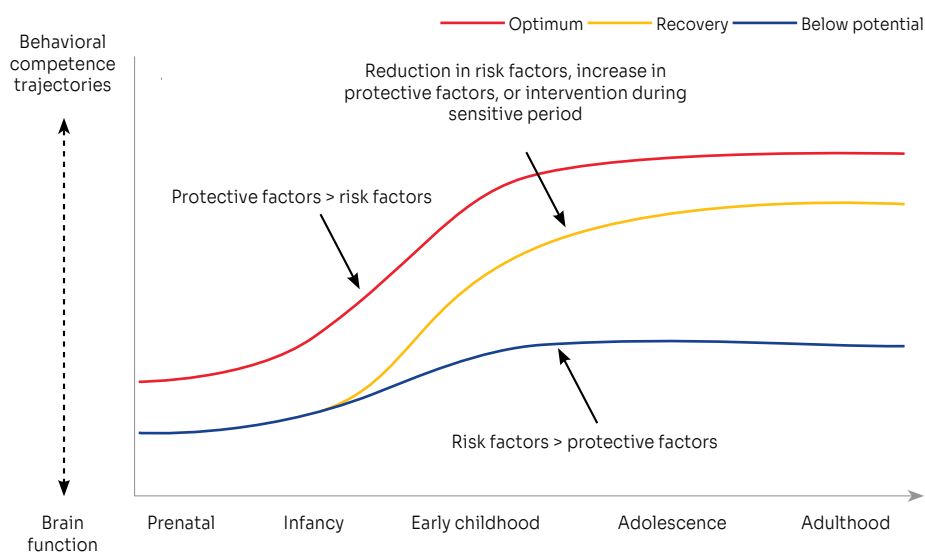 Optimum Recovery Below potential
Behavioral
competence
trajectories
Reduction in risk factors, increase in
protective factors, or intervention during
sensitive period
Protective factors > risk factors
Risk factors > protective factors
Brain
function
Prenatal Infancy Early childhood Adolescence Adulthood